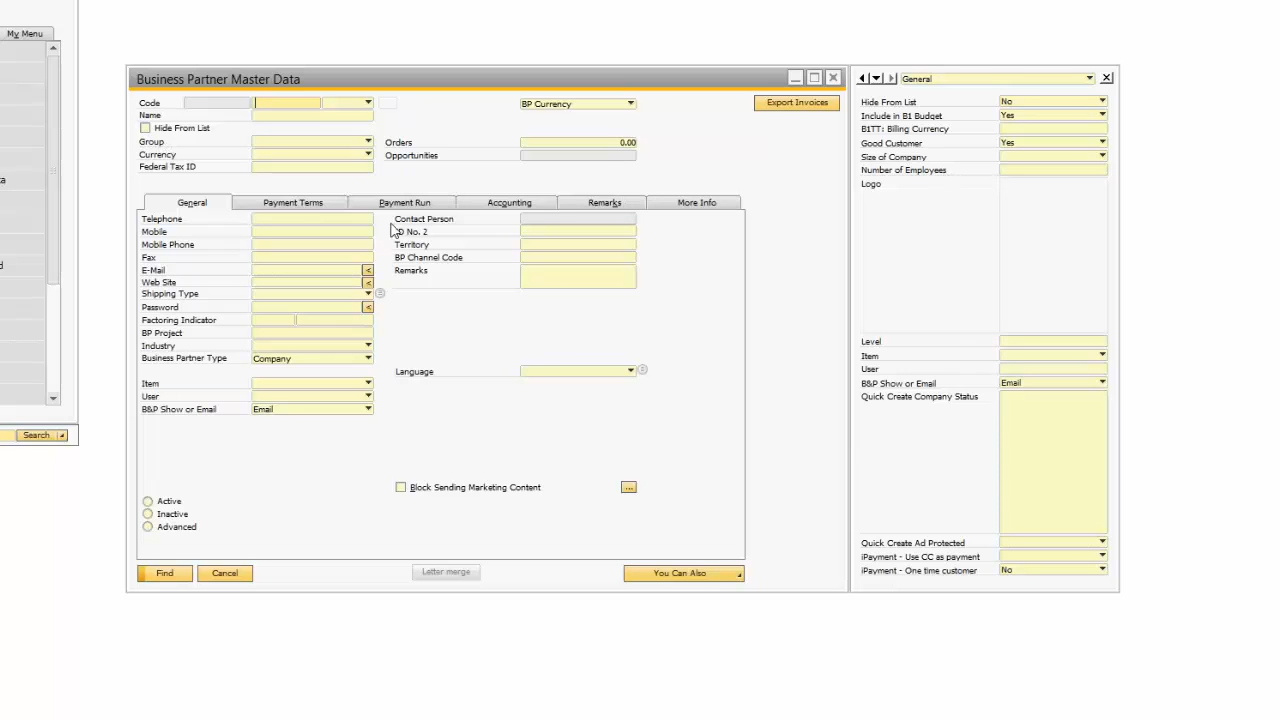 My Menu
Business Partner Master Data
Code
BP Currency
Export Invoices
Name
Hide From List
Group
Orders
0.00
Currency
Opportunities
Federal Tax ID
General
Payment Terms
Payment Run
Accounting
Remarks
More Info
Telephone
Contact Person
Mobile
ID No. 2
Mobile Phone
Territory
Fax
BP Channel Code
E-Mail
<
Remarks
Web Site
<
Shipping Type
Password
<
Factoring Indicator
BP Project
Industry
Business Partner Type
Company
Language
Item
User
B&P Show or Email
Email
Block Sending Marketing Content
...
Active
Inactive
Advanced
Find
Cancel
Letter merge
You Can Also
General
Hide From List
No
Include in B1 Budget
Yes
B1TT: Billing Currency
Good Customer
Yes
Size of Company
Number of Employees
Logo
Level
Item
User
B&P Show or Email
Email
Quick Create Company Status
Quick Create Ad Protected
iPayment - Use CC as payment
iPayment - One time customer
No
ta
d
Search